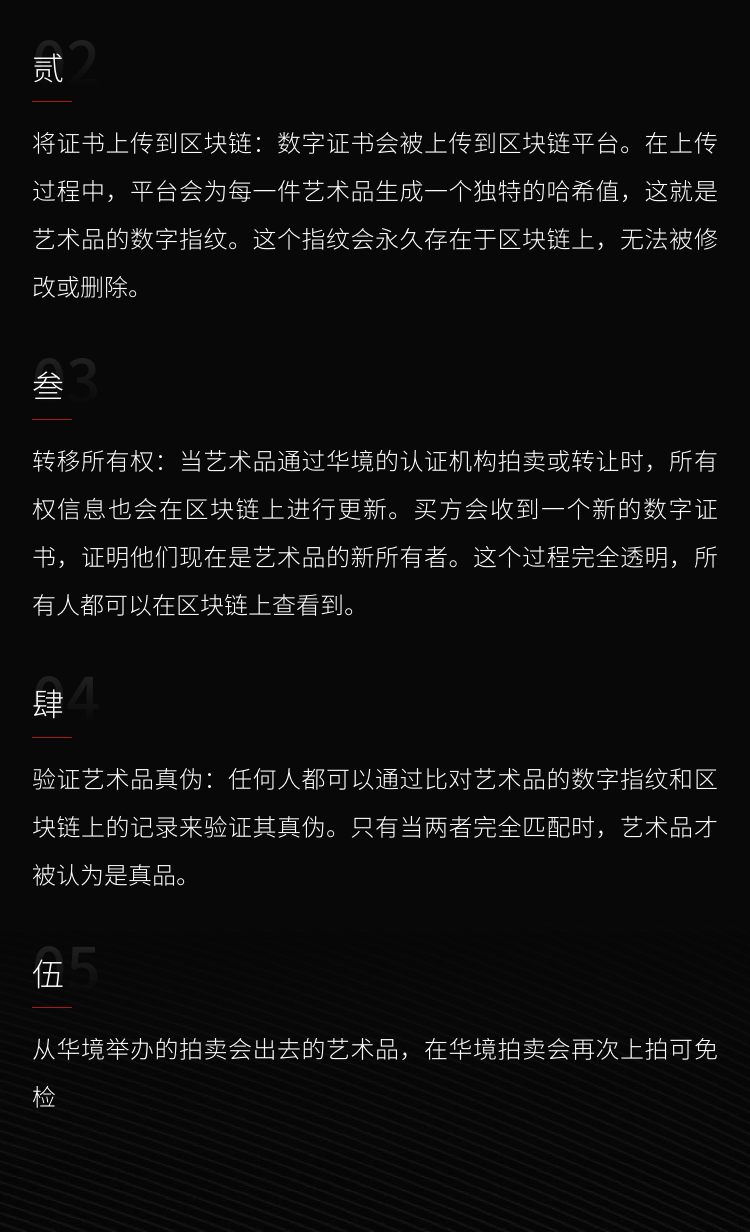 02
贰
将证书上传到区块链：数字证书会被上传到区块链平台。在上传
过程中，平台会为每一件艺术品生成一个独特的哈希值，这就是
艺术品的数字指纹。这个指纹会永久存在于区块链上，无法被修
改或删除。
03
叁
转移所有权：当艺术品通过华境的认证机构拍卖或转让时，所有
权信息也会在区块链上进行更新。买方会收到一个新的数字证
书，证明他们现在是艺术品的新所有者。这个过程完全透明，所
有人都可以在区块链上查看到。
04
肆
验证艺术品真伪：任何人都可以通过比对艺术品的数字指纹和区
块链上的记录来验证其真伪。只有当两者完全匹配时，艺术品才
被认为是真品。
05
伍
从华境举办的拍卖会出去的艺术品，在华境拍卖会再次上拍可免
检